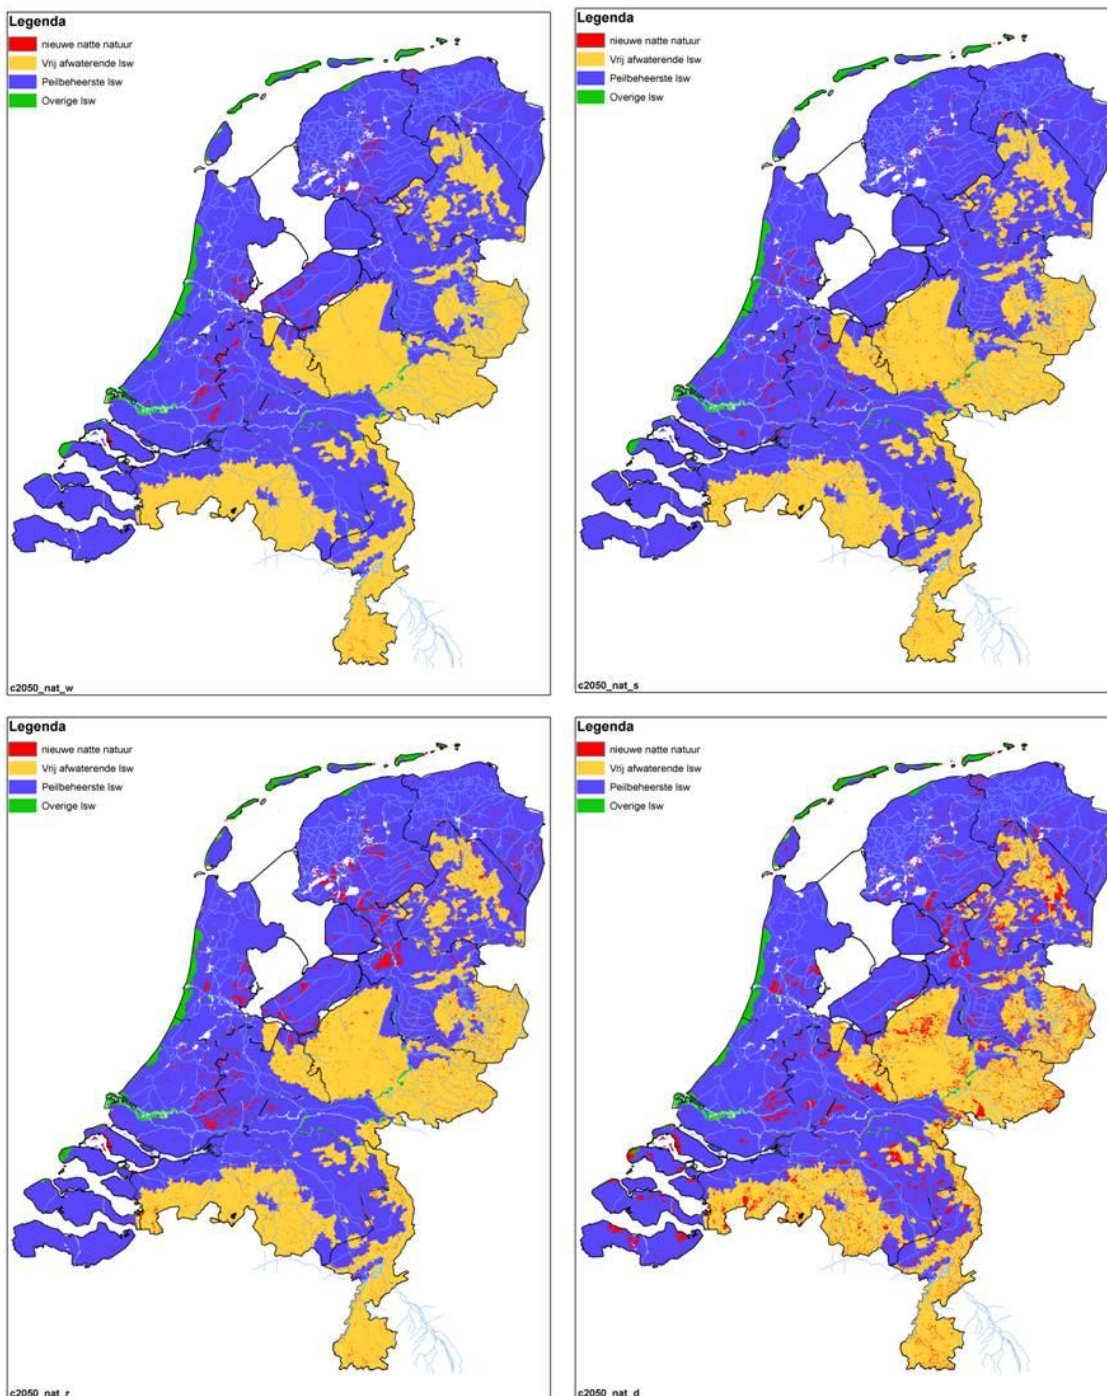 Legenda
nieuwe natte natuur
Vrij afwaterende lsw
Peilbeheerste lsw
Overige lsw
c2050_nat_w
Legenda
nieuwe natte natuur
Vrij afwaterende lsw
Peilbeheerste lsw
Overige lsw
c2050_nat_s
Legenda
nieuwe natte natuur
Vrij afwaterende lsw
Peilbeheerste lsw
Overige lsw
c2050_nat_r
Legenda
nieuwe natte natuur
Vrij afwaterende lsw
Peilbeheerste lsw
Overige lsw
c2050_nat_d